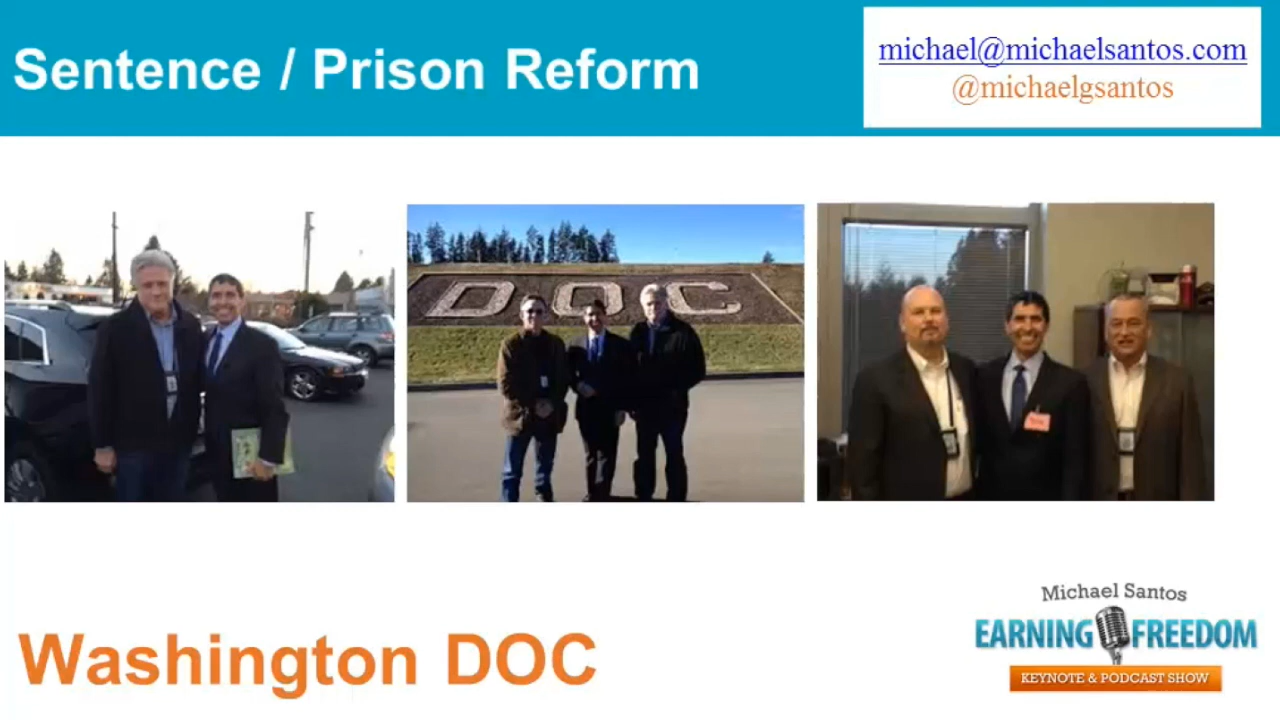 Sentence / Prison Reform
michael@michaelsantos.com
@michaelgsantos
DOC
Washington DOC
Michael Santos
EARNING FREEDOM
KEYNOTE & PODCAST SHOW